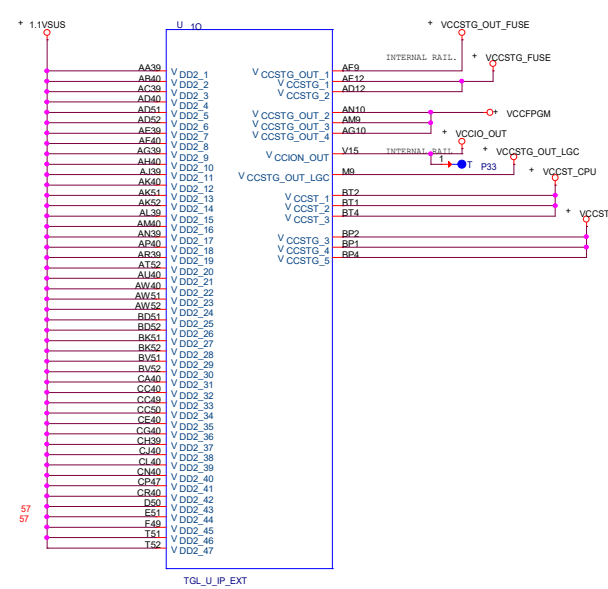 + 1.1VSUS
U 1O
+ VCCSTG_OUT_FUSE
INTERNAL RAIL.
+ VCCSTG_FUSE
AA39 VDD2_1
AB40 VDD2_2
AC39 VDD2_3
AD40 VDD2_4
AD51 VDD2_5
AD52 VDD2_6
AE39 VDD2_7
AF40 VDD2_8
AG39 VDD2_9
AH40 VDD2_10
AJ39 VDD2_11
AK40 VDD2_12
AK51 VDD2_13
AK52 VDD2_14
AL39 VDD2_15
AM40 VDD2_16
AN39 VDD2_17
AP40 VDD2_18
AR39 VDD2_19
AT52 VDD2_20
AU40 VDD2_21
AW40 VDD2_22
AW51 VDD2_23
AW52 VDD2_24
BD51 VDD2_25
BD52 VDD2_26
BK51 VDD2_27
BK52 VDD2_28
BV51 VDD2_29
BV52 VDD2_30
CA40 VDD2_31
CC40 VDD2_32
CC49 VDD2_33
CC50 VDD2_34
CE40 VDD2_35
CG40 VDD2_36
CH39 VDD2_37
CJ40 VDD2_38
CL40 VDD2_39
CN40 VDD2_40
CP47 VDD2_41
CR40 VDD2_42
D50 VDD2_43
E51 VDD2_44
F49 VDD2_45
T51 VDD2_46
T52 VDD2_47
57
57
VCCSTG_OUT_1 AF9
VCCSTG_1 AF12
VCCSTG_2 AD12
VCCSTG_OUT_2 AN10
VCCSTG_OUT_3 AM9
VCCSTG_OUT_4 AG10
+ VCCFPGM
+ VCCIO_OUT
VCCION_OUT V15
INTERNAL RAIL
1 T P33
+ VCCSTG_OUT_LGC
VCCSTG_OUT_LGC M9
+ VCCST_CPU
VCCST_1 BT2
VCCST_2 BT1
VCCST_3 BT4
+ VCCST
VCCSTG_3 BP2
VCCSTG_4 BP1
VCCSTG_5 BP4
TGL_U_IP_EXT